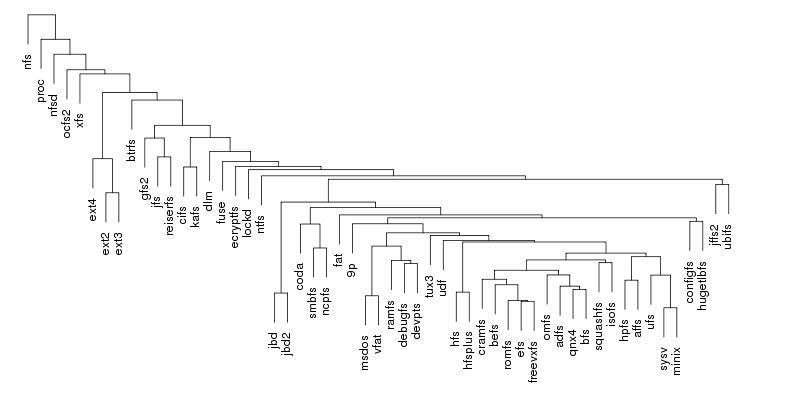 nfs
proc
nfsd
ocfs2
xfs
ext4
ext2
ext3
btrfs
gfs2
jfs
reiserfs
cifs
kafs
dlm
fuse
ecryptfs
lockd
ntfs
jbd
jbd2
coda
smbfs
ncpfs
fat
9p
msdos
vfat
ramfs
debugfs
devpts
tux3
udf
hfs
hfsplus
cramfs
befs
romfs
efs
freevxfs
omfs
adfs
qnx4
bfs
squashfs
isofs
hpfs
affs
ufs
sysv
minix
configfs
hugetlbfs
jffs2
ubifs